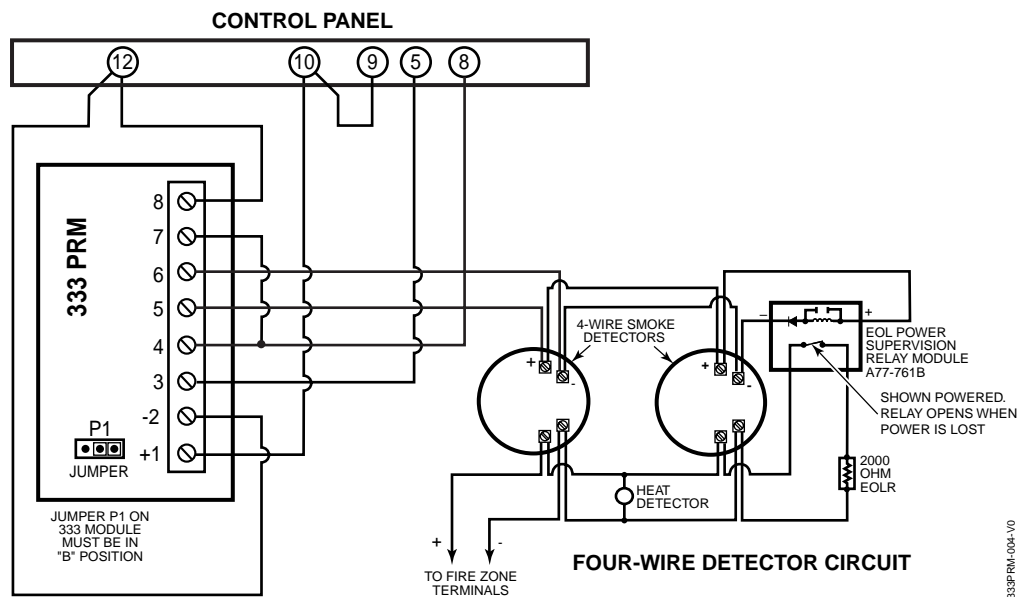 CONTROL PANEL
12
10
9
5
8
333 PRM
8
7
6
5
4
3
-2
+1
P1
JUMPER
JUMPER P1 ON
333 MODULE
MUST BE IN
"B" POSITION
4-WIRE SMOKE
DETECTORS
+
-
+
-
–
+
EOL POWER
SUPERVISION
RELAY MODULE
A77-761B
SHOWN POWERED.
RELAY OPENS WHEN
POWER IS LOST
2000
OHM
EOLR
HEAT
DETECTOR
+
-
TO FIRE ZONE
TERMINALS
FOUR-WIRE DETECTOR CIRCUIT
333PRM-004-V0